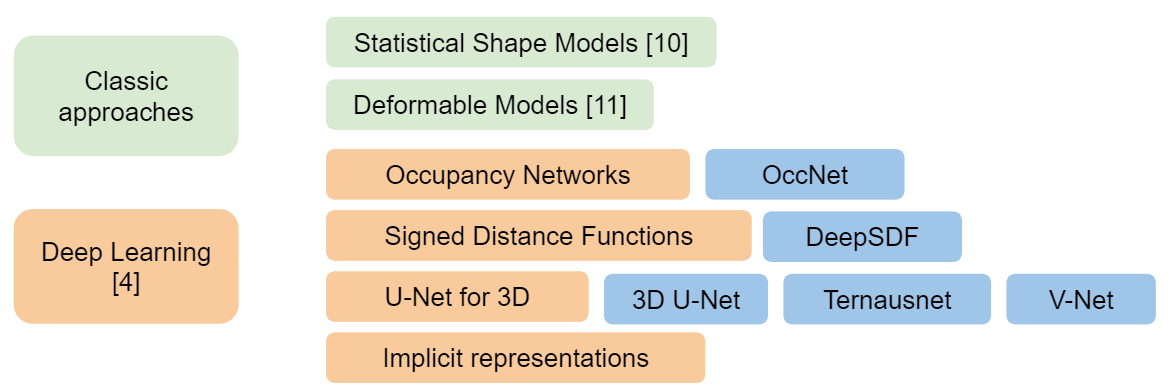 Classic
approaches
Statistical Shape Models [10]
Deformable Models [11]
Deep Learning
[4]
Occupancy Networks
OccNet
Signed Distance Functions
DeepSDF
U-Net for 3D
3D U-Net
Ternausnet
V-Net
Implicit representations